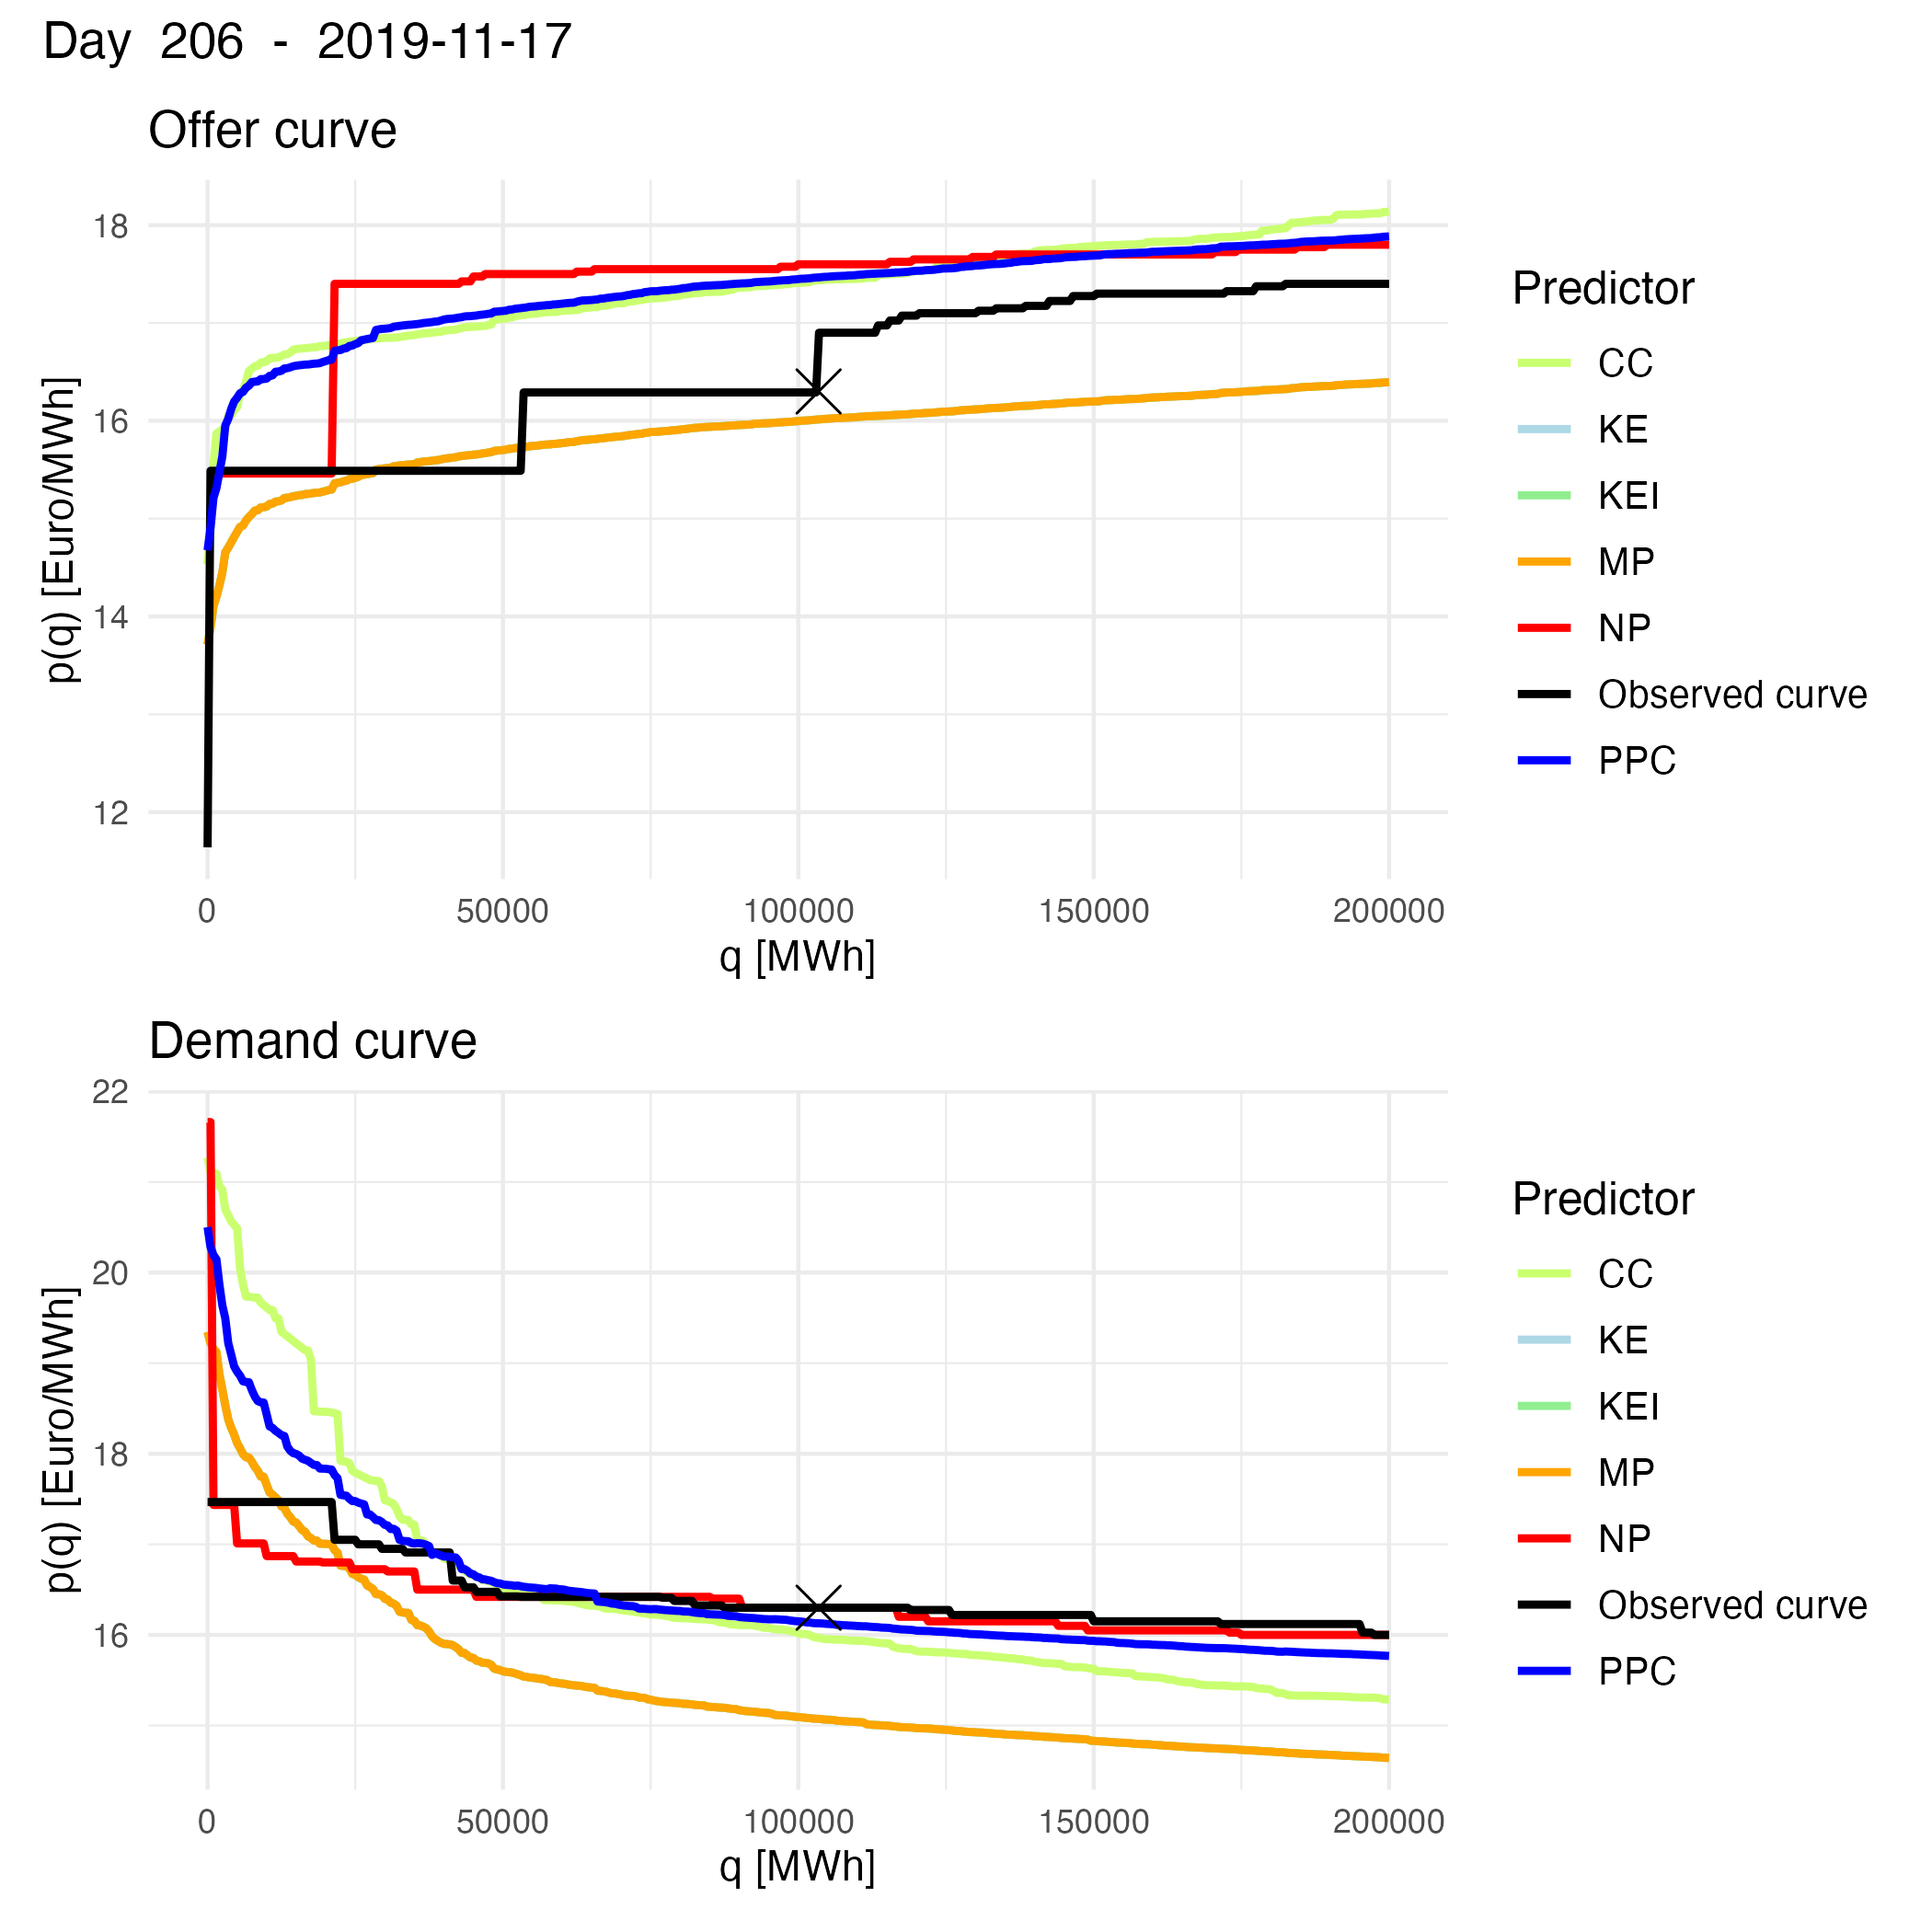 Day 206 - 2019-11-17
Offer curve
18
16
14
12
p(q) [Euro/MWh]
0 50000 100000 150000 200000
q [MWh]
Predictor
CC
KE
KEI
MP
NP
Observed curve
PPC
Demand curve
22
20
18
16
p(q) [Euro/MWh]
0 50000 100000 150000 200000
q [MWh]
Predictor
CC
KE
KEI
MP
NP
Observed curve
PPC